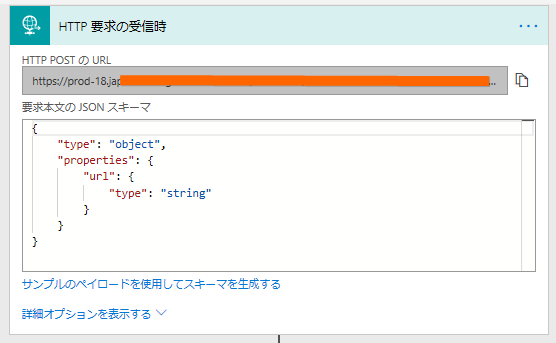 HTTP 要求の受信時
HTTP POST の URL
https://prod-18.jap
要求本文の JSON スキーマ
{
"type": "object",
"properties": {
"url": {
"type": "string"
}
}
}
サンプルのペイロードを使用してスキーマを生成する
詳細オプションを表示する